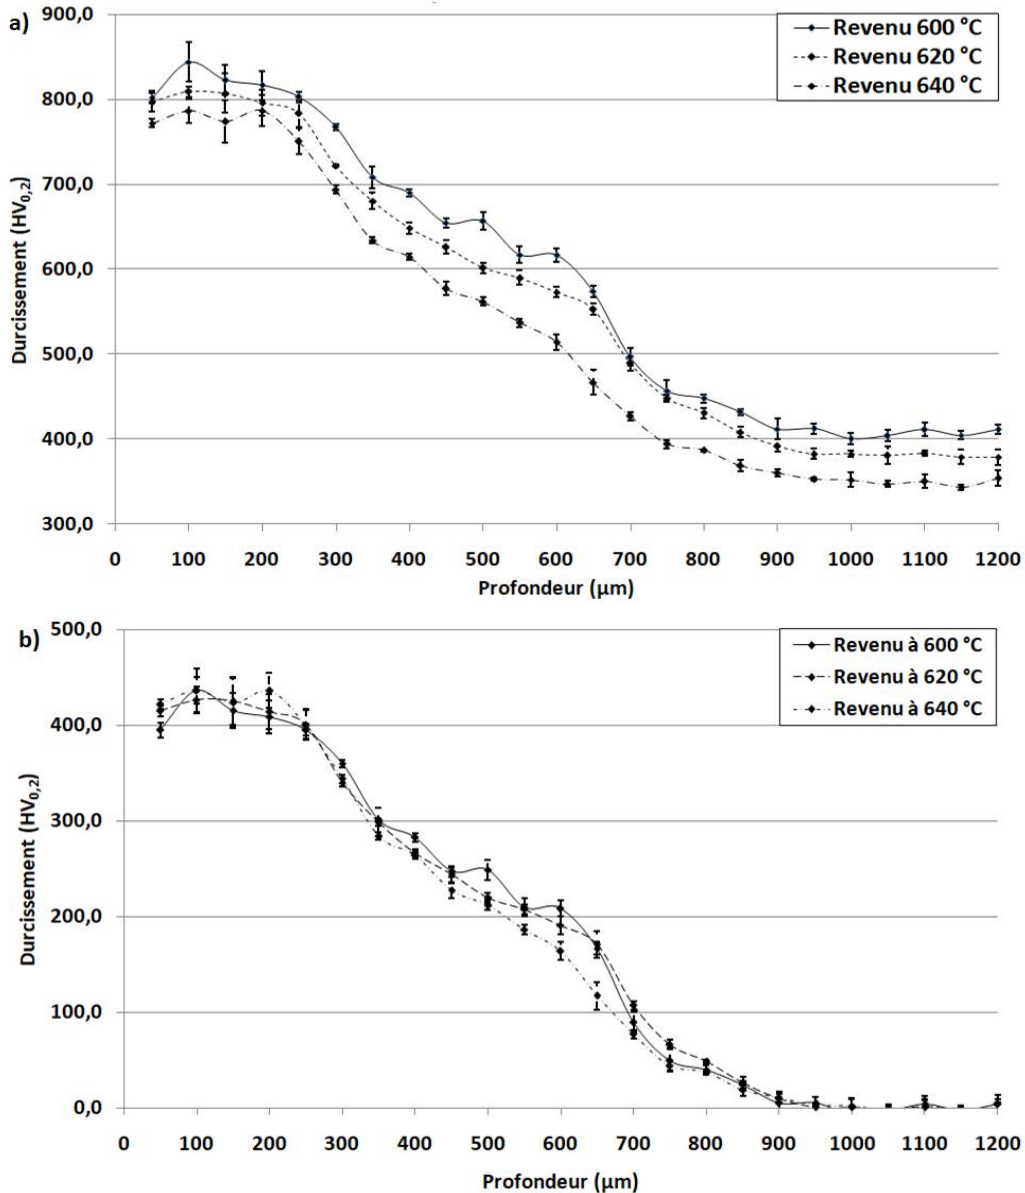 a)
900,0
800,0
700,0
600,0
500,0
400,0
300,0
Durcissement (HV0,2)
Revenu 600 °C
Revenu 620 °C
Revenu 640 °C
0 100 200 300 400 500 600 700 800 900 1000 1100 1200
Profondeur (µm)
b)
500,0
400,0
300,0
200,0
100,0
0,0
Durcissement (HV0,2)
Revenu à 600 °C
Revenu à 620 °C
Revenu à 640 °C
0 100 200 300 400 500 600 700 800 900 1000 1100 1200
Profondeur (µm)